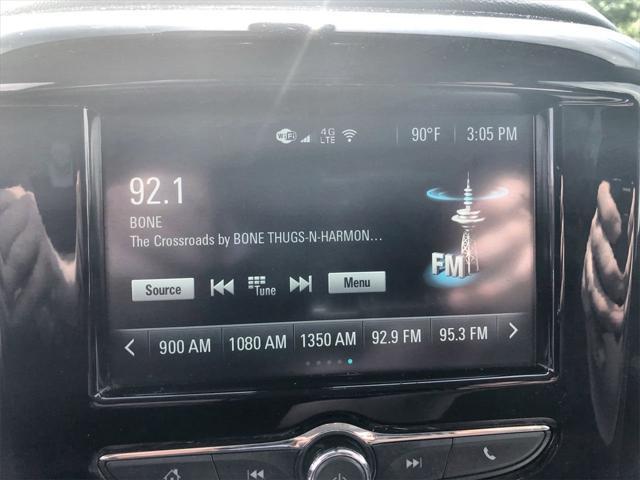 WiFi 4G LTE 90°F 3:05 PM
92.1
BONE
The Crossroads by BONE THUGS-N-HARMON...
FM
Source Tune Menu
900 AM 1080 AM 1350 AM 92.9 FM 95.3 FM